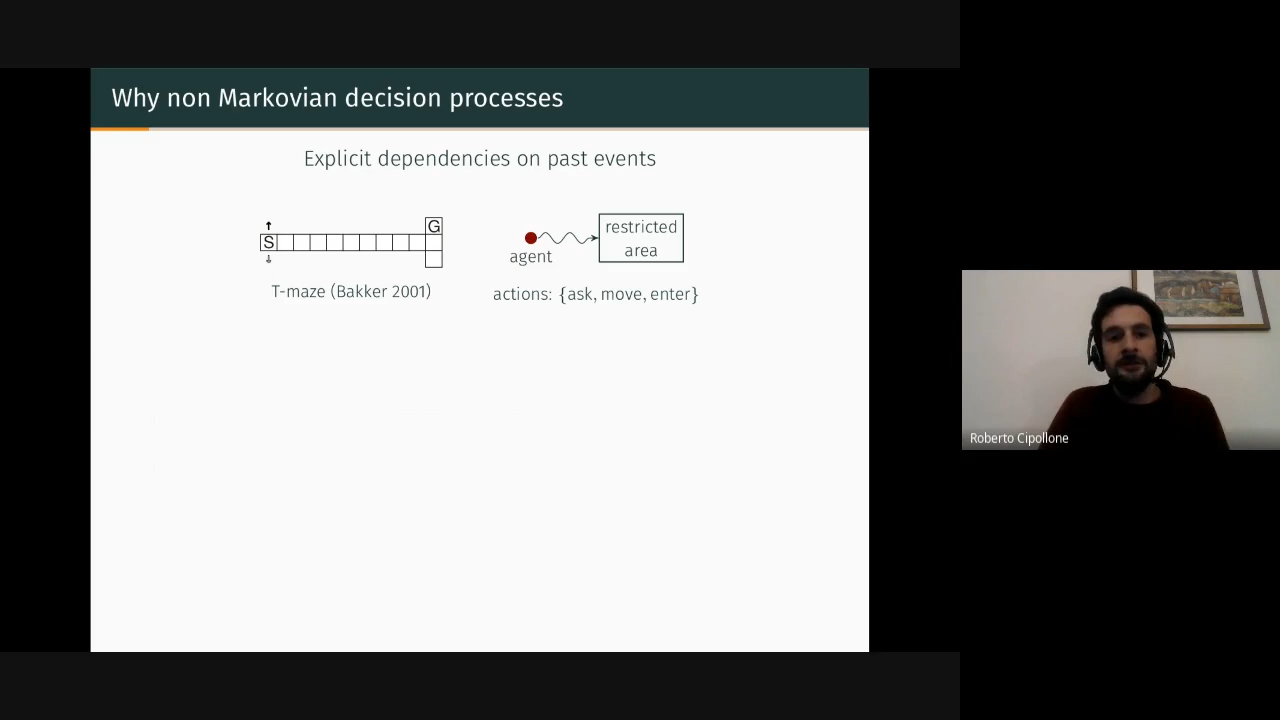 Why non Markovian decision processes
Explicit dependencies on past events
G
S
T-maze (Bakker 2001)
agent
restricted
area
actions: {ask, move, enter}
Roberto Cipollone